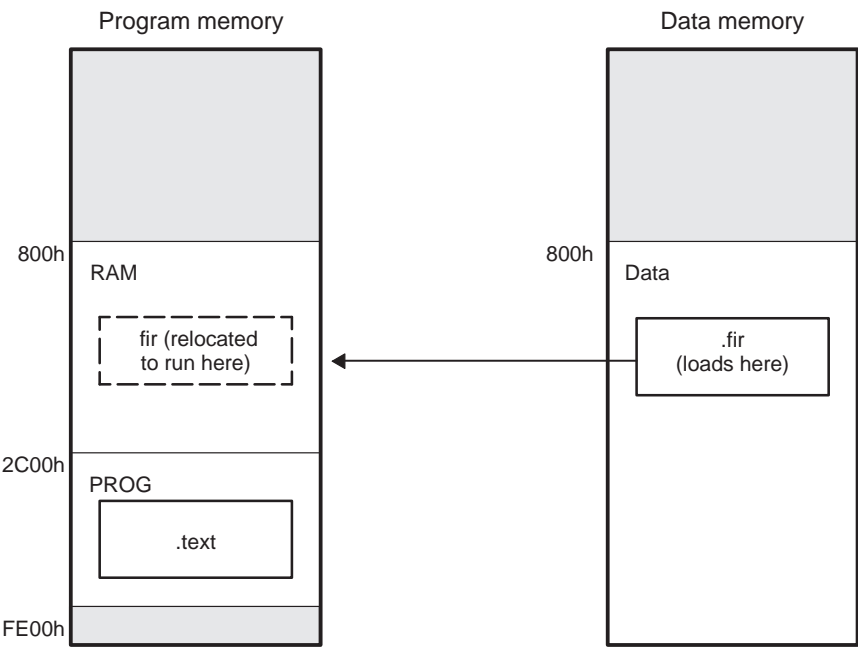 Program memory
Data memory
800h
RAM
fir (relocated
to run here)
2C00h
PROG
.text
FE00h
800h
Data
.fir
(loads here)